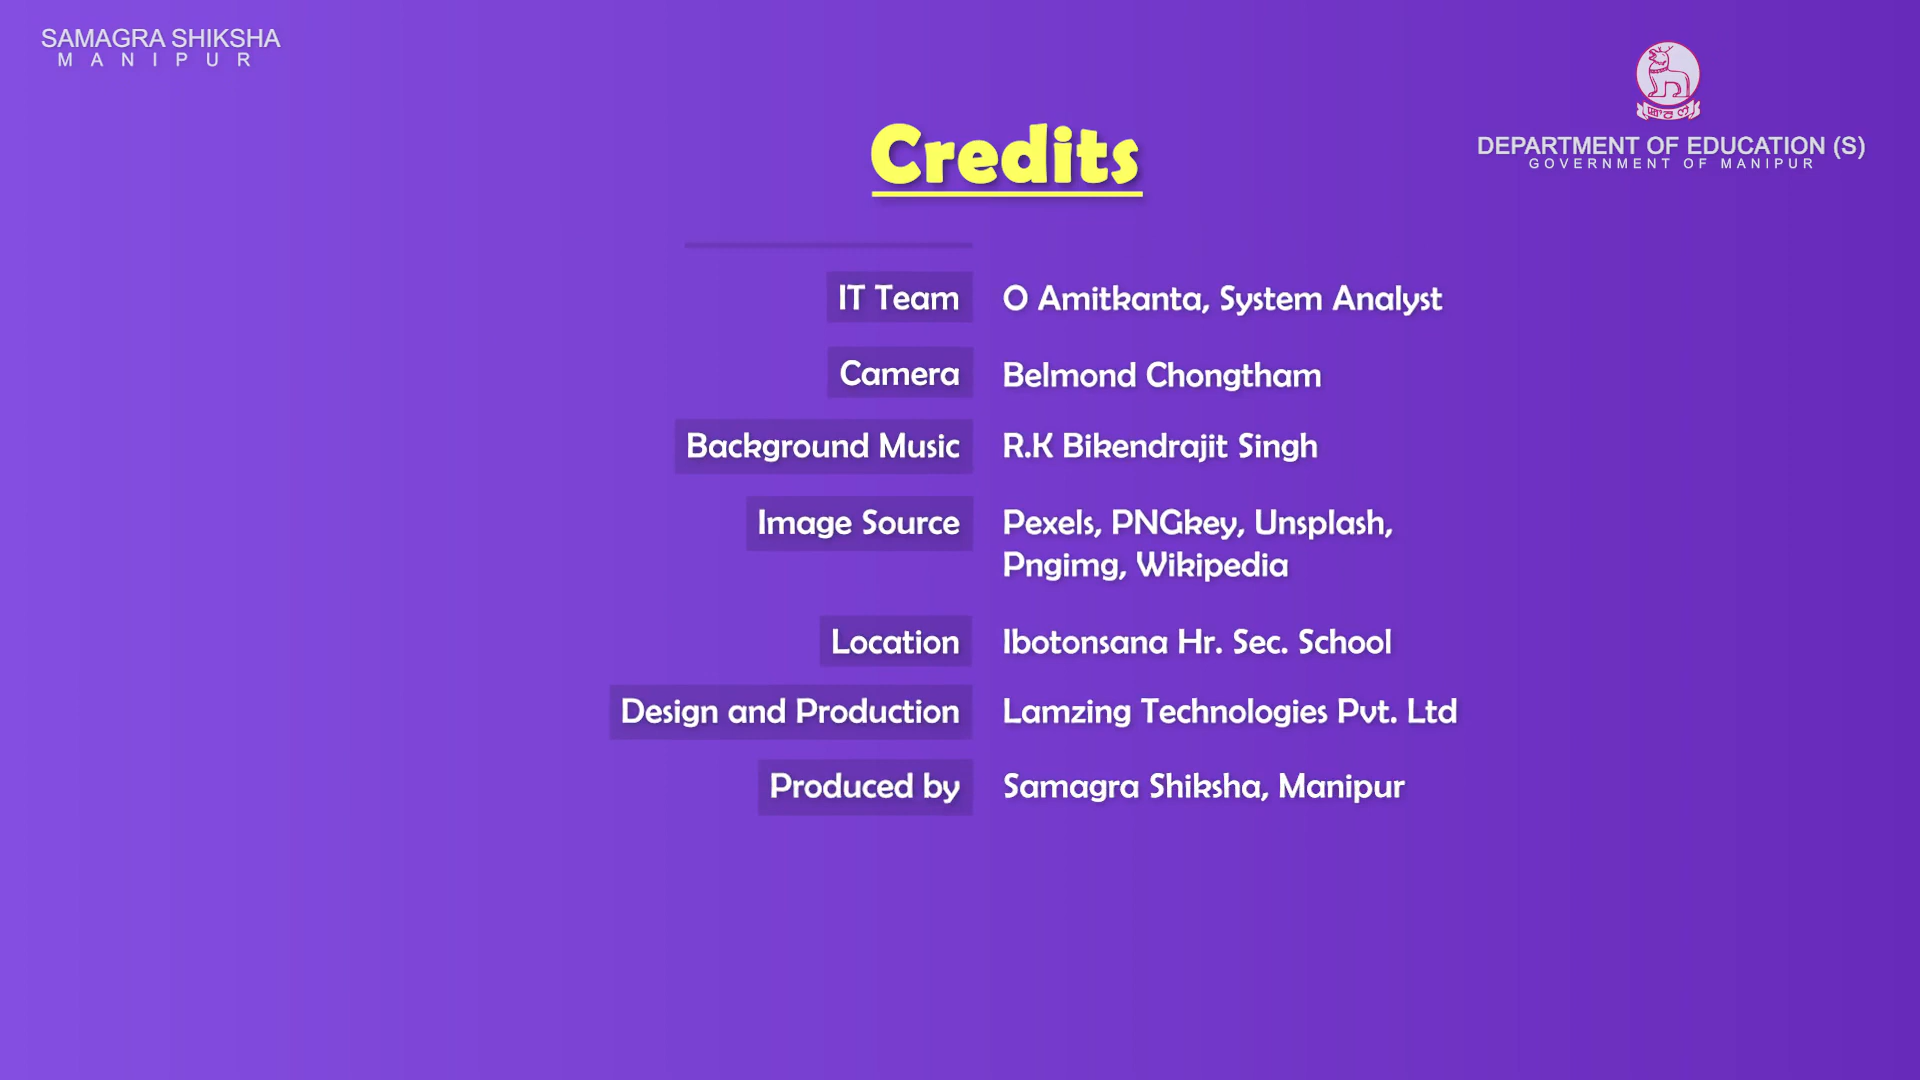 SAMAGRA SHIKSHA
MANIPUR
DEPARTMENT OF EDUCATION (S)
GOVERNMENT OF MANIPUR
Credits
IT Team O Amitkanta, System Analyst
Camera Belmond Chongtham
Background Music R.K Bikendrajit Singh
Image Source Pexels, PNGkey, Unsplash,
Pngimg, Wikipedia
Location Ibotonsana Hr. Sec. School
Design and Production Lamzing Technologies Pvt. Ltd
Produced by Samagra Shiksha, Manipur